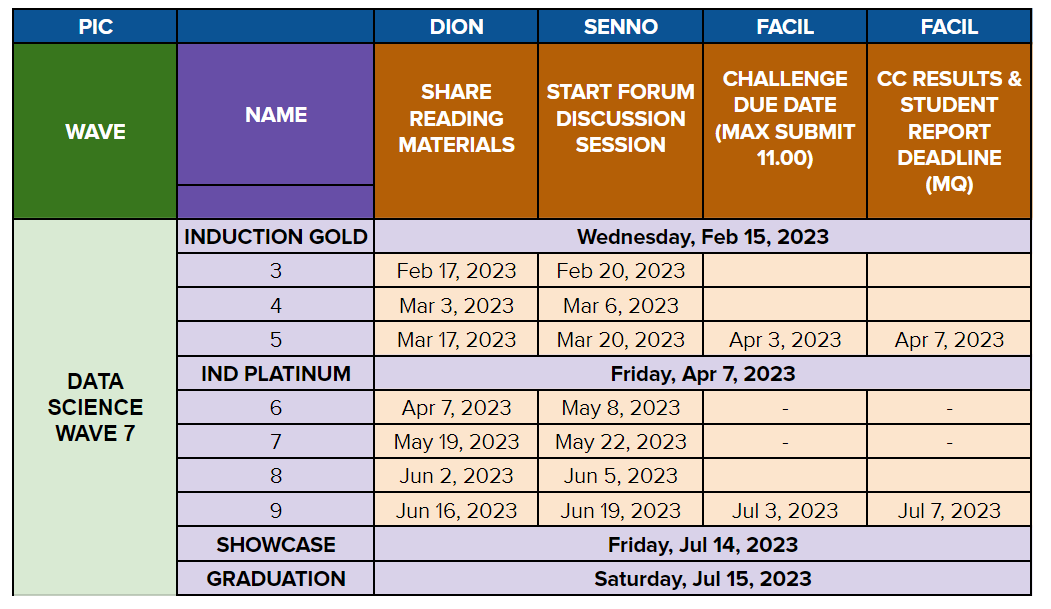 PIC DION SENNO FACIL FACIL
WAVE NAME SHARE READING MATERIALS START FORUM DISCUSSION SESSION CHALLENGE DUE DATE (MAX SUBMIT 11.00) CC RESULTS & STUDENT REPORT DEADLINE (MQ)
DATA SCIENCE WAVE 7
INDUCTION GOLD Wednesday, Feb 15, 2023
3 Feb 17, 2023 Feb 20, 2023
4 Mar 3, 2023 Mar 6, 2023
5 Mar 17, 2023 Mar 20, 2023 Apr 3, 2023 Apr 7, 2023
IND PLATINUM Friday, Apr 7, 2023
6 Apr 7, 2023 May 8, 2023 - -
7 May 19, 2023 May 22, 2023 - -
8 Jun 2, 2023 Jun 5, 2023
9 Jun 16, 2023 Jun 19, 2023 Jul 3, 2023 Jul 7, 2023
SHOWCASE Friday, Jul 14, 2023
GRADUATION Saturday, Jul 15, 2023